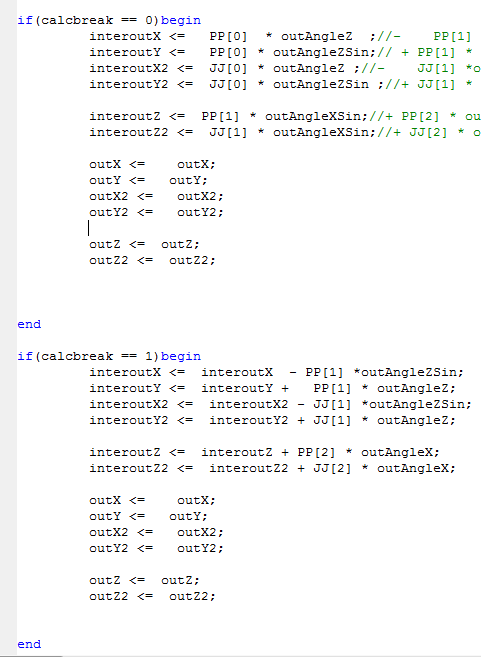 if(calcbreak == 0)begin
interoutX <= PP[0] * outAngleZ ;//- PP[1]
interoutY <= PP[0] * outAngleZSin;// + PP[1] *
interoutX2 <= JJ[0] * outAngleZ ;//- JJ[1] *o
interoutY2 <= JJ[0] * outAngleZSin ;//+ JJ[1] *
interoutZ <= PP[1] * outAngleXSin;//+ PP[2] * ou
interoutZ2 <= JJ[1] * outAngleXSin;//+ JJ[2] * o
outX <= outX;
outY <= outY;
outX2 <= outX2;
outY2 <= outY2;
outZ <= outZ;
outZ2 <= outZ2;
end
if(calcbreak == 1)begin
interoutX <= interoutX - PP[1] *outAngleZSin;
interoutY <= interoutY + PP[1] * outAngleZ;
interoutX2 <= interoutX2 - JJ[1] *outAngleZSin;
interoutY2 <= interoutY2 + JJ[1] * outAngleZ;
interoutZ <= interoutZ + PP[2] * outAngleX;
interoutZ2 <= interoutZ2 + JJ[2] * outAngleX;
outX <= outX;
outY <= outY;
outX2 <= outX2;
outY2 <= outY2;
outZ <= outZ;
outZ2 <= outZ2;
end